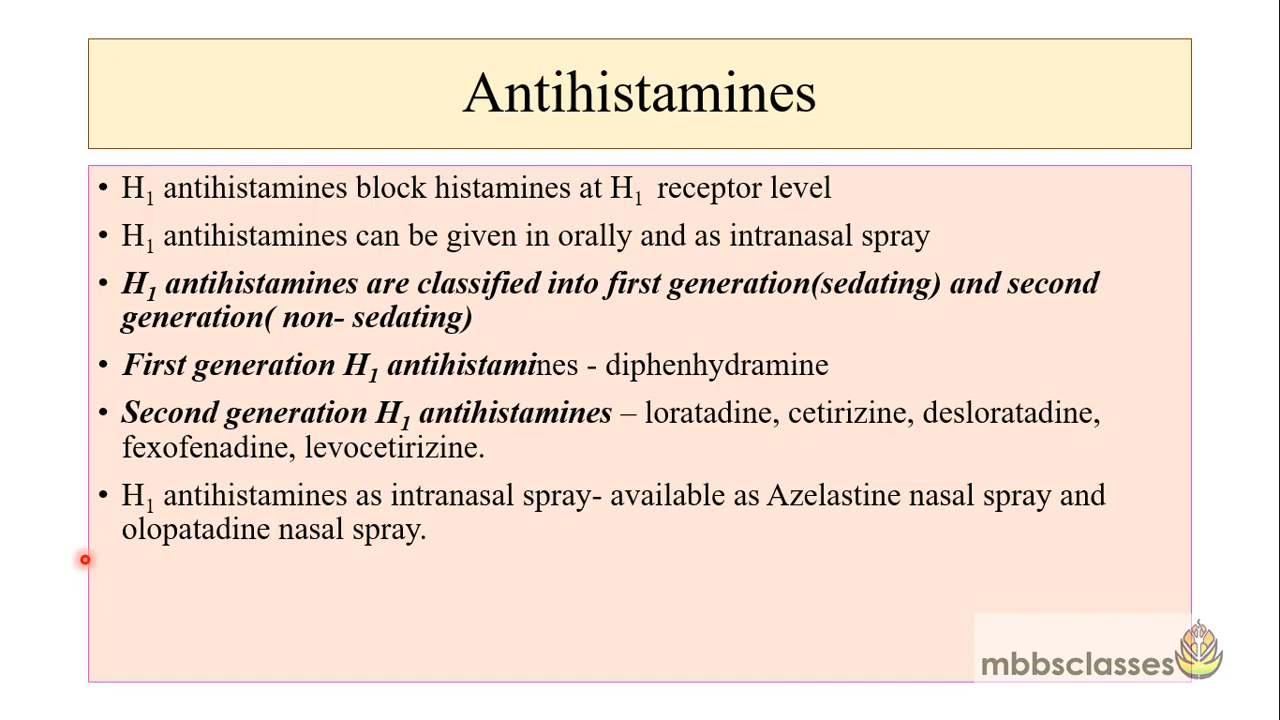 Antihistamines
• H₁ antihistamines block histamines at H₁ receptor level
• H₁ antihistamines can be given in orally and as intranasal spray
• H₁ antihistamines are classified into first generation(sedating) and second
generation( non- sedating)
• First generation H₁ antihistamines - diphenhydramine
• Second generation H₁ antihistamines – loratadine, cetirizine, desloratadine,
fexofenadine, levocetirizine.
• H₁ antihistamines as intranasal spray- available as Azelastine nasal spray and
olopatadine nasal spray.
mbbsclasses